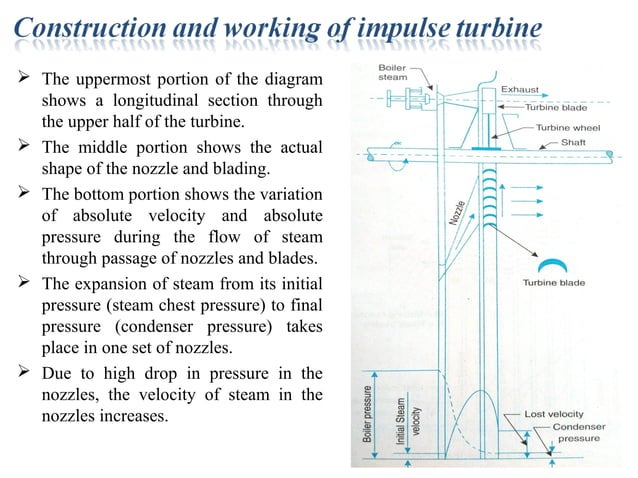 Construction and working of impulse turbine
➢ The uppermost portion of the diagram
shows a longitudinal section through
the upper half of the turbine.
➢ The middle portion shows the actual
shape of the nozzle and blading.
➢ The bottom portion shows the variation
of absolute velocity and absolute
pressure during the flow of steam
through passage of nozzles and blades.
➢ The expansion of steam from its initial
pressure (steam chest pressure) to final
pressure (condenser pressure) takes
place in one set of nozzles.
➢ Due to high drop in pressure in the
nozzles, the velocity of steam in the
nozzles increases.
Boiler
steam
Exhaust
Turbine blade
Turbine wheel
Shaft
Nozzle
Turbine blade
Boiler pressure
Initial Steam
velocity
Lost velocity
Condenser
pressure